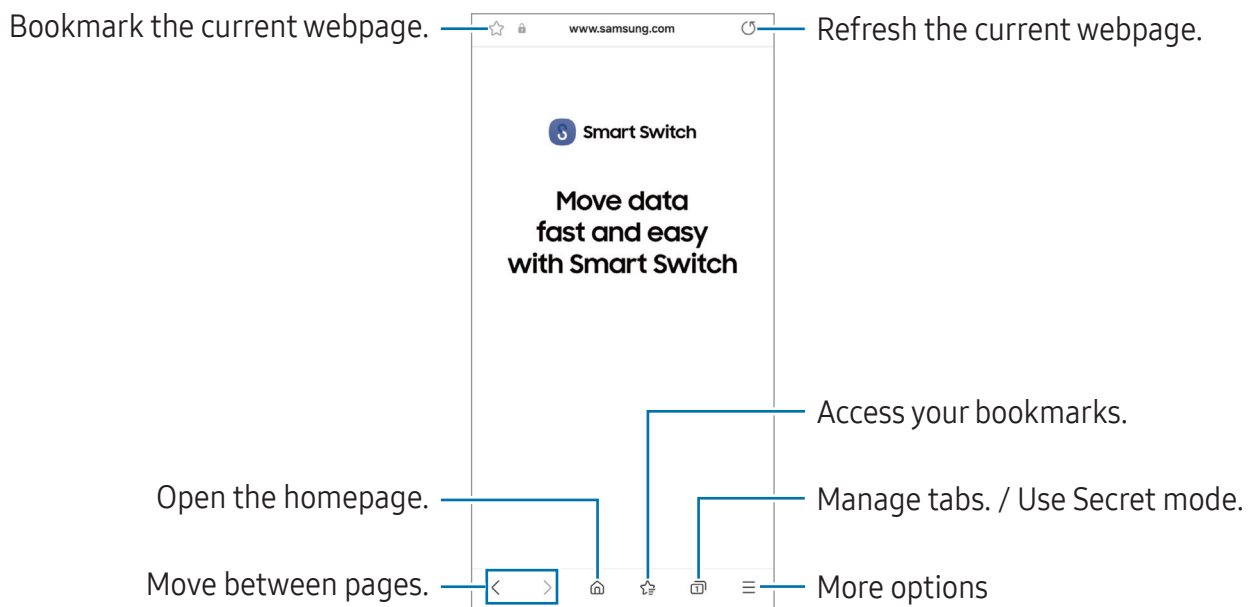 Bookmark the current webpage.
www.samsung.com
Refresh the current webpage.
Smart Switch
Move data
fast and easy
with Smart Switch
Access your bookmarks.
Open the homepage.
Manage tabs. / Use Secret mode.
Move between pages.
1
More options